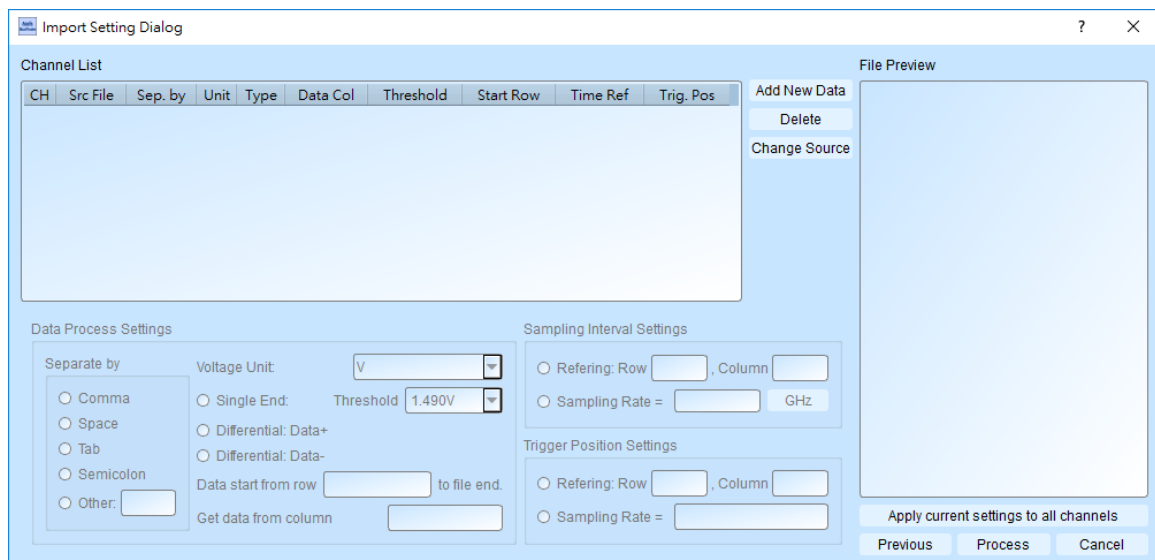 Import Setting Dialog
?
Channel List
File Preview
CH Src File Sep. by Unit Type Data Col Threshold Start Row Time Ref Trig. Pos
Add New Data
Delete
Change Source
Data Process Settings
Separate by
Comma
Space
Tab
Semicolon
Other:
Voltage Unit: V
Single End: Threshold 1.490V
Differential: Data+
Differential: Data-
Data start from row to file end.
Get data from column
Sampling Interval Settings
Refering: Row , Column
Sampling Rate = GHz
Trigger Position Settings
Refering: Row , Column
Sampling Rate =
Apply current settings to all channels
Previous Process Cancel